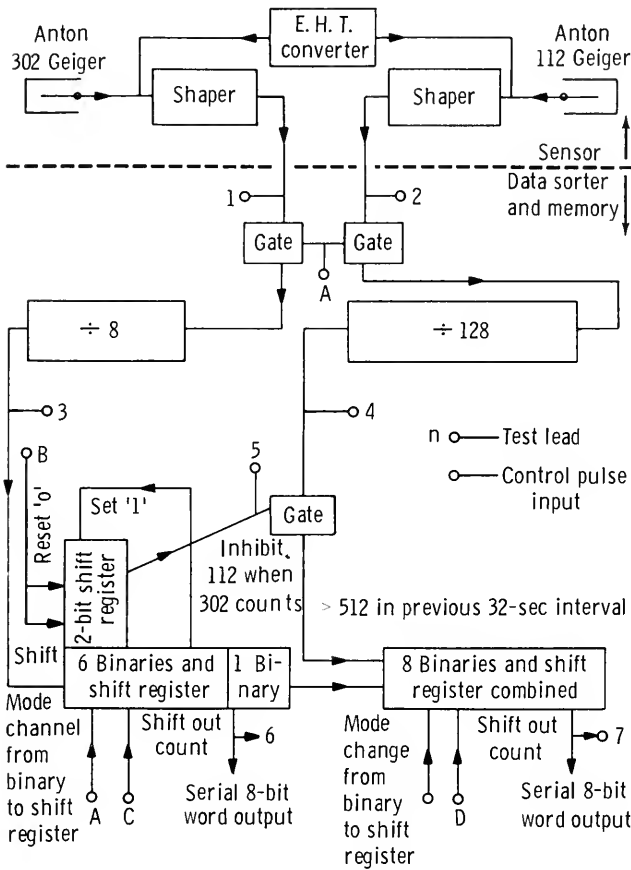 Anton
302 Geiger
E. H. T.
converter
Anton
112 Geiger
Shaper
Shaper
Sensor
Data sorter
and memory
1
2
Gate
Gate
A
÷ 8
÷ 128
3
4
B
5
n
Test lead
Control pulse
input
Reset 'o'
Set '1'
Gate
2-bit shift
register
Inhibit
112 when
302 counts > 512 in previous 32-sec interval
Shift
6 Binaries and
shift register
1 Bi-
nary
8 Binaries and shift
register combined
Mode
channel
from
binary
to shift
register
Shift out
count
6
A
C
Serial 8-bit
word output
Mode
change
from
binary
to shift
register
Shift out
count
7
D
Serial 8-bit
word output